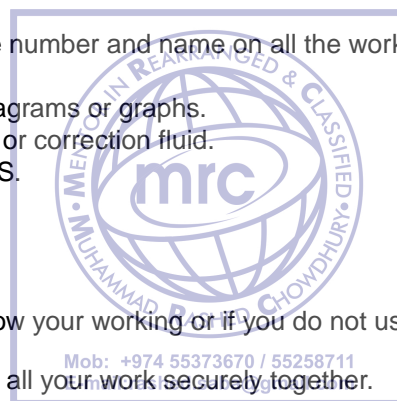 e number and name on all the work
agrams or graphs.
or correction fluid.
S.
MENTOR IN REARRANGED & CLASSIFIED • MUHAMMAD RASHED CHOWDHURY •
mrc
ow your working or if you do not us
Mob: +974 55373670 / 55258711
all your work securely together.